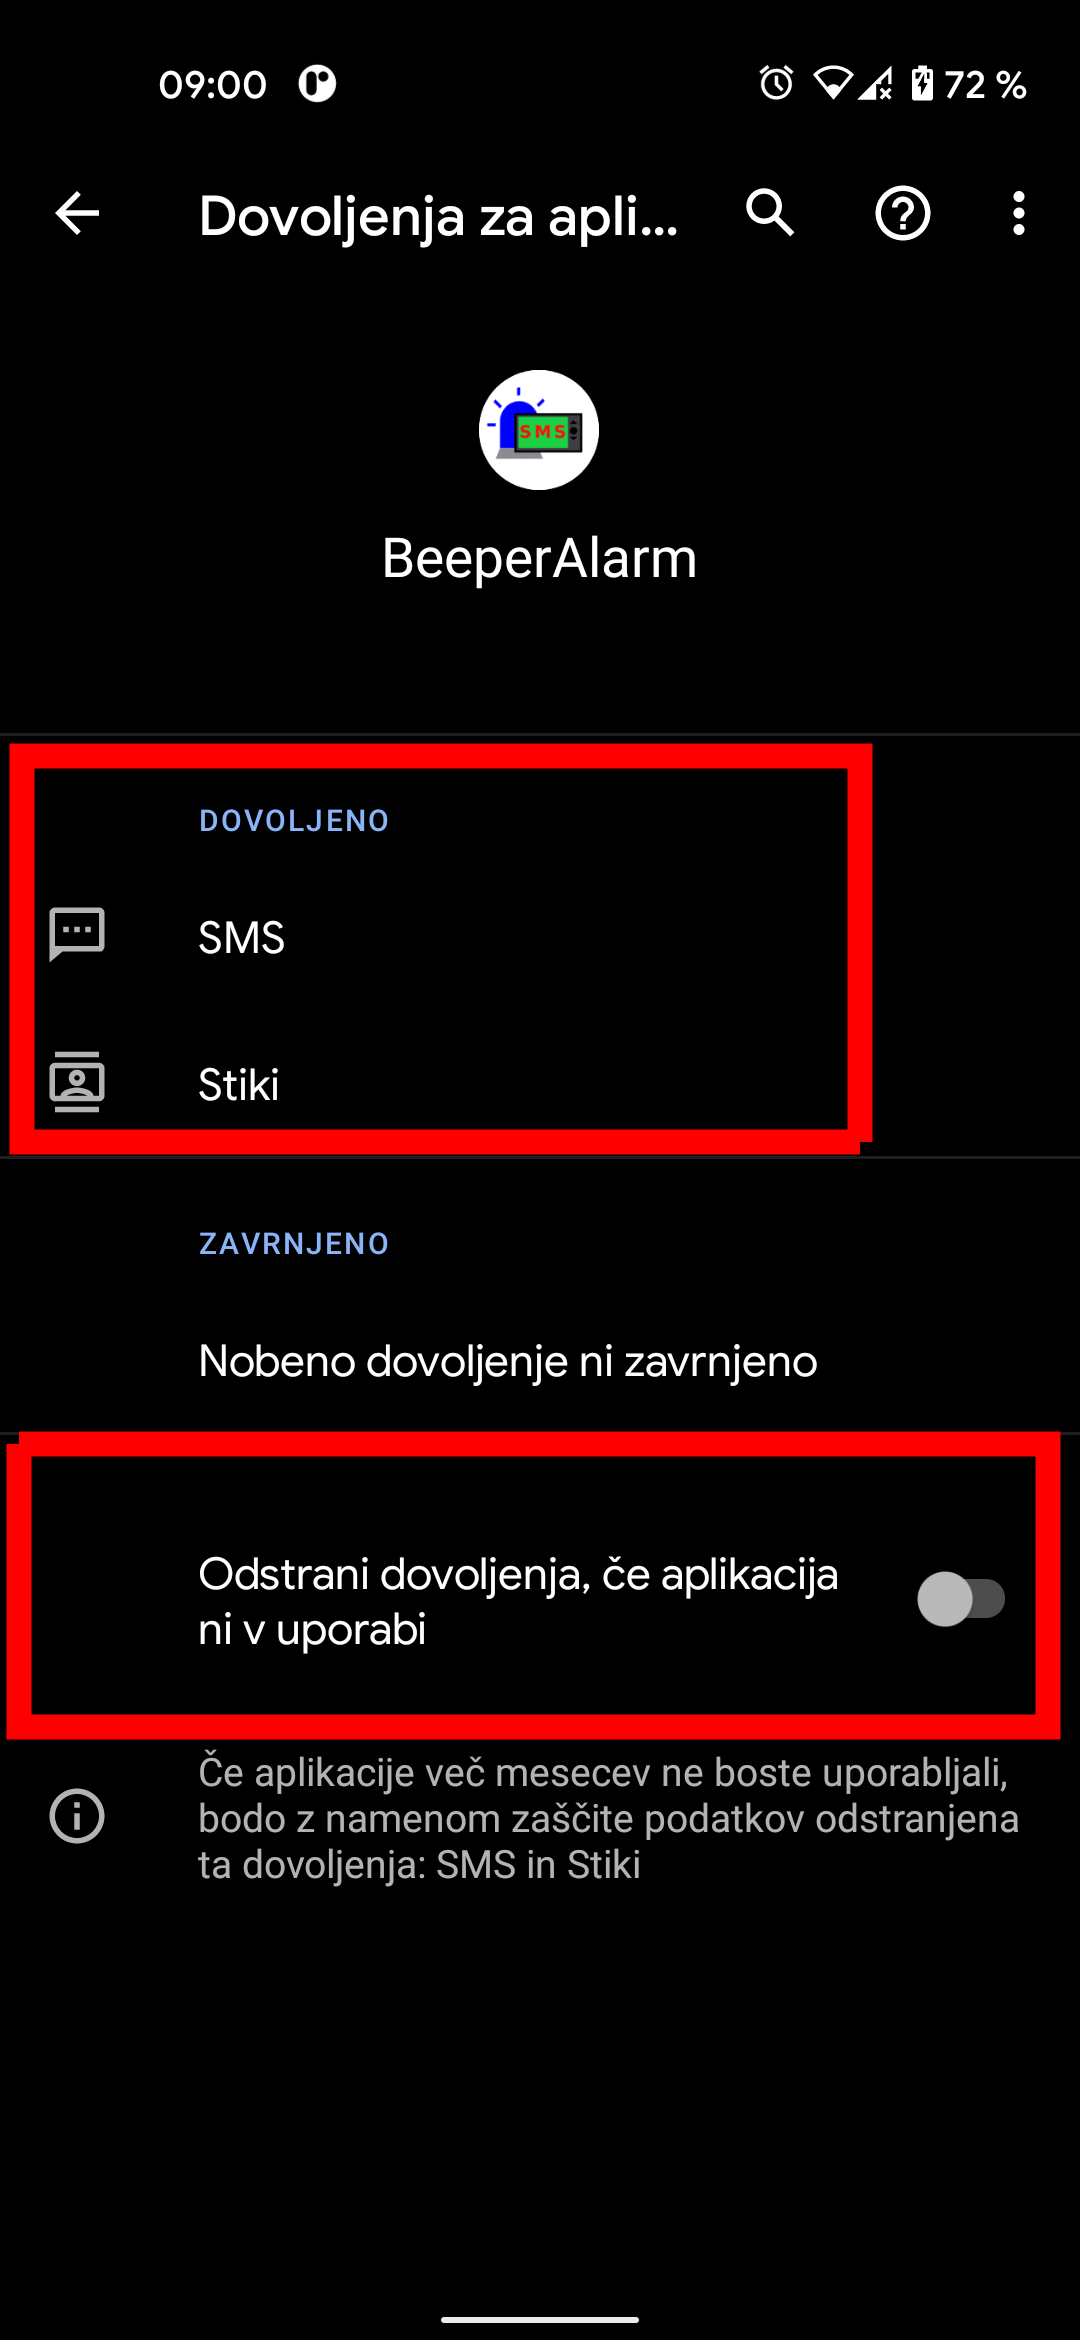 09:00
72 %
Dovoljenja za apli...
SMS
BeeperAlarm
DOVOLJENO
SMS
Stiki
ZAVRNJENO
Nobeno dovoljenje ni zavrnjeno
Odstrani dovoljenja, če aplikacija
ni v uporabi
Če aplikacije več mesecev ne boste uporabljali,
bodo z namenom zaščite podatkov odstranjena
ta dovoljenja: SMS in Stiki